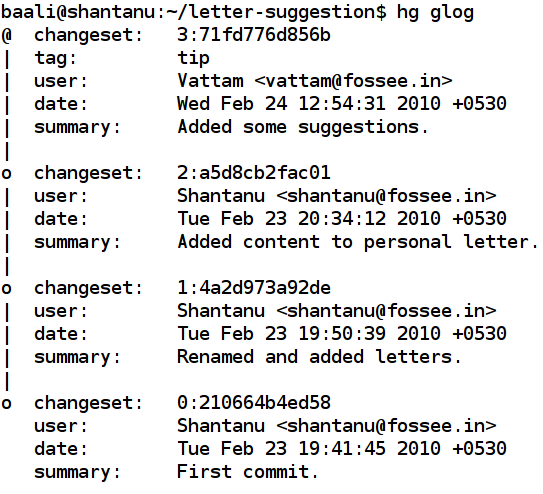 baali@shantanu:~/letter-suggestion$ hg glog
@  changeset:   3:71fd776d856b
|  tag:         tip
|  user:        Vattam <vattam@fossee.in>
|  date:        Wed Feb 24 12:54:31 2010 +0530
|  summary:     Added some suggestions.
|
o  changeset:   2:a5d8cb2fac01
|  user:        Shantanu <shantanu@fossee.in>
|  date:        Tue Feb 23 20:34:12 2010 +0530
|  summary:     Added content to personal letter.
|
o  changeset:   1:4a2d973a92de
|  user:        Shantanu <shantanu@fossee.in>
|  date:        Tue Feb 23 19:50:39 2010 +0530
|  summary:     Renamed and added letters.
|
o  changeset:   0:210664b4ed58
   user:        Shantanu <shantanu@fossee.in>
   date:        Tue Feb 23 19:41:45 2010 +0530
   summary:     First commit.